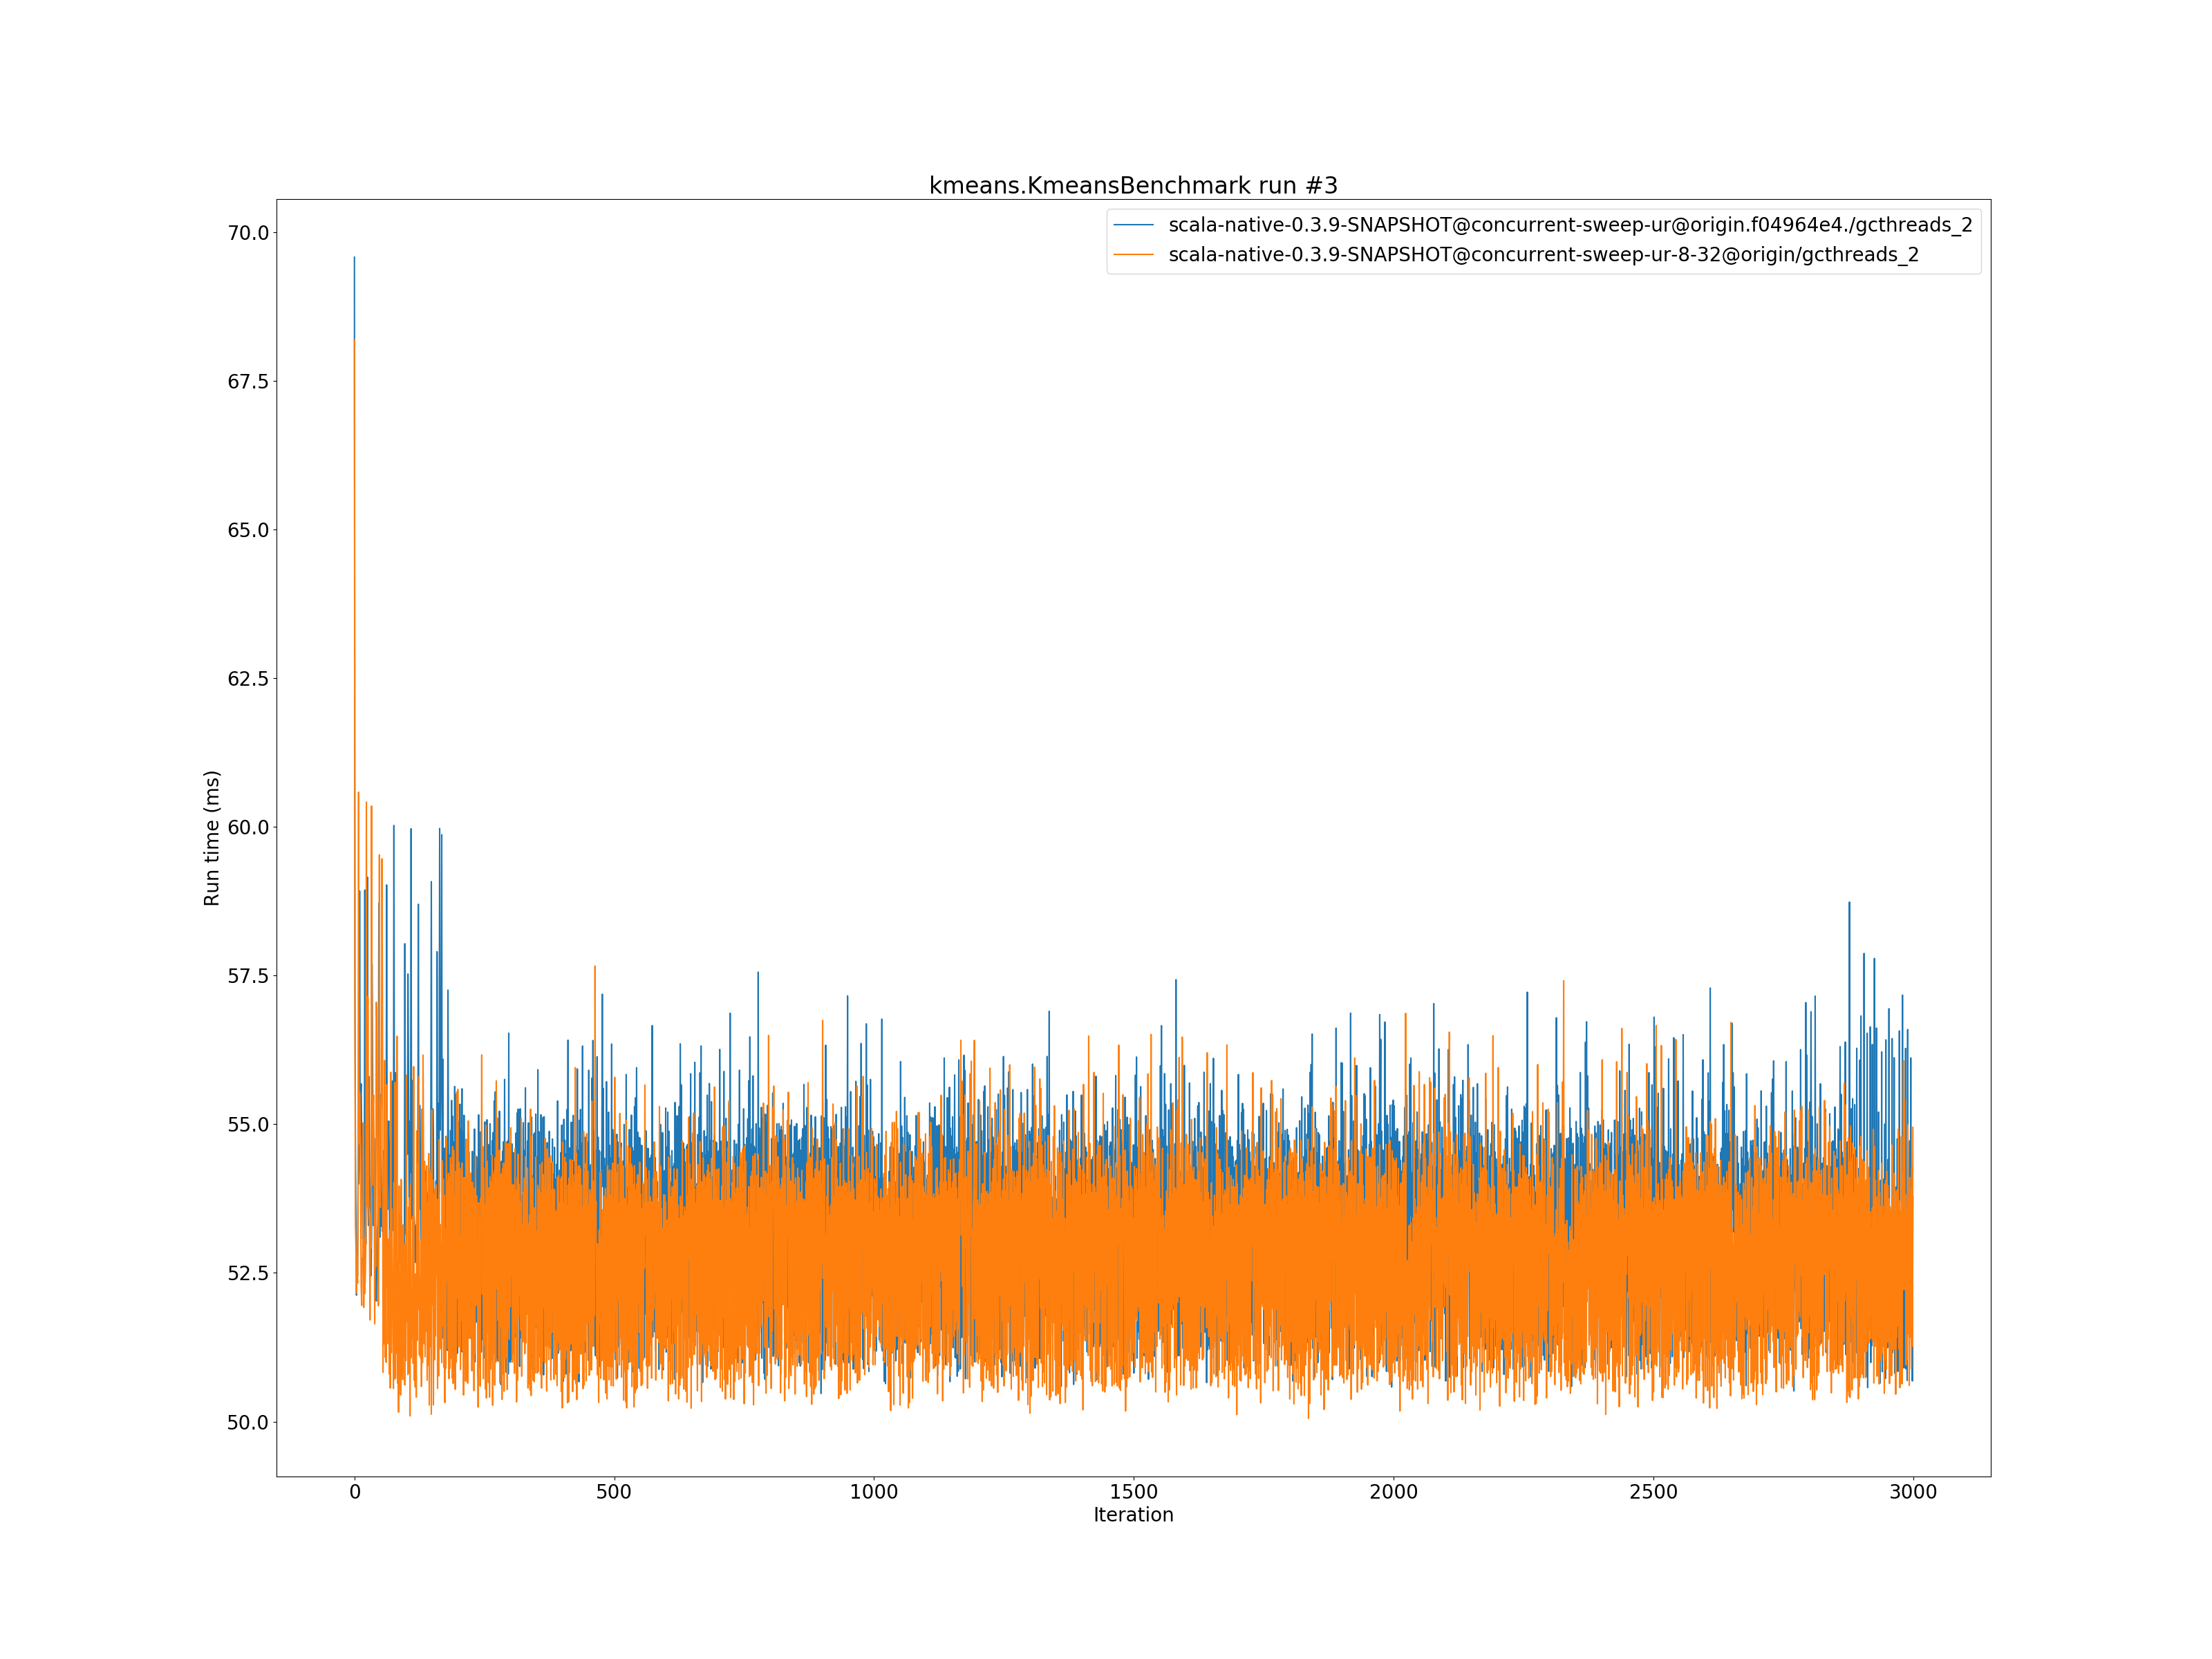 kmeans.KmeansBenchmark run #3
scala-native-0.3.9-SNAPSHOT@concurrent-sweep-ur@origin.f04964e4./gcthreads_2
scala-native-0.3.9-SNAPSHOT@concurrent-sweep-ur-8-32@origin/gcthreads_2
Run time (ms)
70.0
67.5
65.0
62.5
60.0
57.5
55.0
52.5
50.0
0 500 1000 1500 2000 2500 3000
Iteration